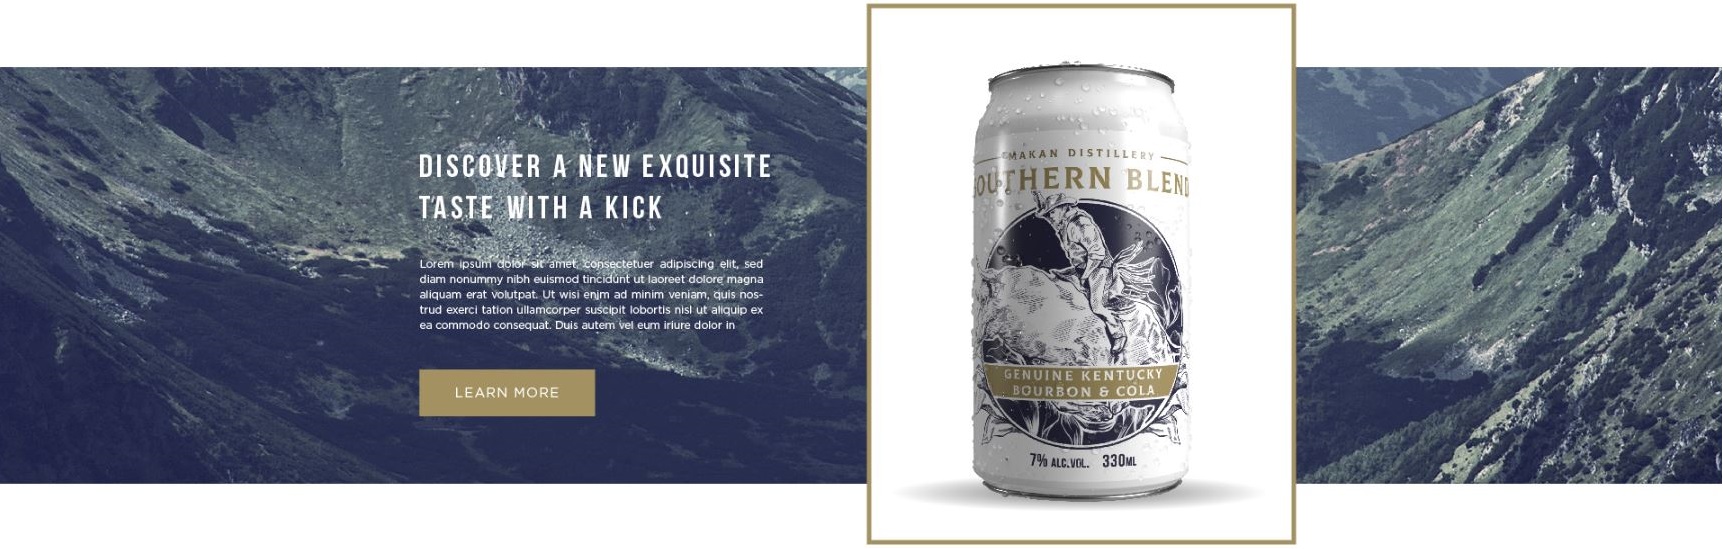 DISCOVER A NEW EXQUISITE
TASTE WITH A KICK
Lorem ipsum dolor sit amet, consectetuer adipiscing elit, sed
diam nonummy nibh euismod tincidunt ut laoreet dolore magna
aliquam erat volutpat. Ut wisi enim ad minim veniam, quis nos-
trud exerci tation ullamcorper suscipit lobortis nisl ut aliquip ex
ea commodo consequat. Duis autem vel eum iriure dolor in
LEARN MORE
MAKAN DISTILLERY
SOUTHERN BLEND
GENUINE KENTUCKY
BOURBON & COLA
7% ALC.VOL. 330ML